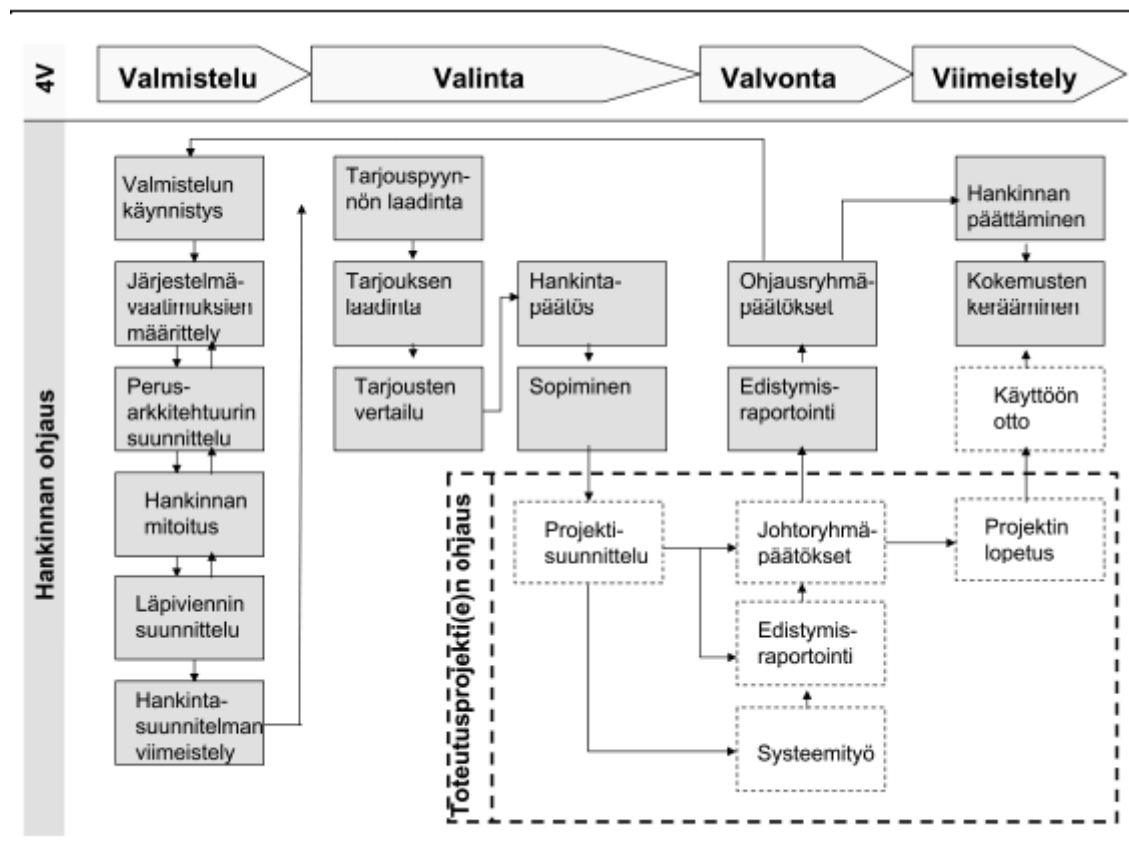 4V
Valmistelu
Valinta
Valvonta
Viimeistely
Hankinnan ohjaus
Valmistelun
käynnistys
Järjestelmä-
vaatimuksien
määrittely
Perus-
arkkitehtuurin
suunnittelu
Hankinnan
mitoitus
Läpiviennin
suunnittelu
Hankinta-
suunnitelman
viimeistely
Tarjouspyyn-
nön laadinta
Tarjouksen
laadinta
Tarjousten
vertailu
Hankinta-
päätös
Sopiminen
Ohjausryhmä-
päätökset
Edistymis-
raportointi
Hankinnan
päättäminen
Kokemusten
kerääminen
Käyttöön
otto
Toteutusprojekti(e)n ohjaus
Projekti-
suunnittelu
Johtoryhmä-
päätökset
Edistymis-
raportointi
Systeemityö
Projektin
lopetus